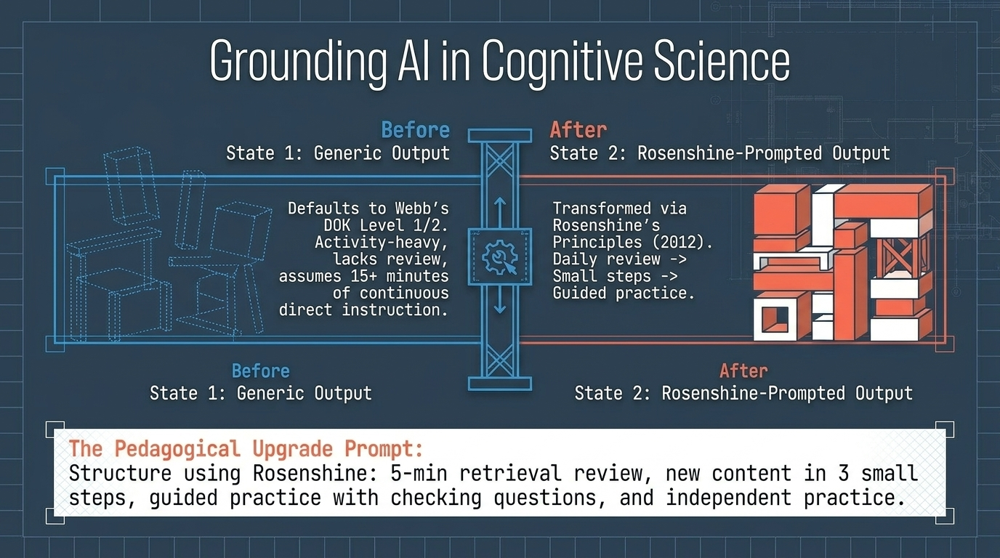 Grounding AI in Cognitive Science
Before
State 1: Generic Output
After
State 2: Rosenshine-Prompted Output
Defaults to Webb's
DOK Level 1/2.
Activity-heavy,
lacks review,
assumes 15+ minutes
of continuous
direct instruction.
Transformed via
Rosenshine's
Principles (2012).
Daily review ->
Small steps ->
Guided practice.
Before
State 1: Generic Output
After
State 2: Rosenshine-Prompted Output
The Pedagogical Upgrade Prompt:
Structure using Rosenshine: 5-min retrieval review, new content in 3 small
steps, guided practice with checking questions, and independent practice.